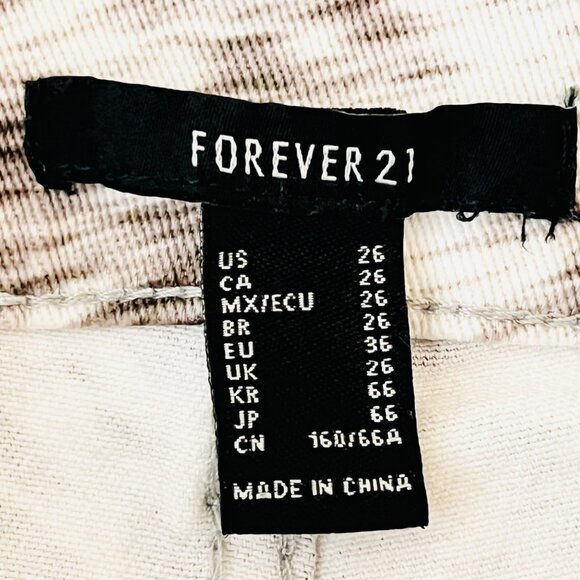 FOREVER 21
US 26
CA 26
MX/ECU 26
BR 26
EU 36
UK 26
KR 66
JP 66
CN 160/66A
MADE IN CHINA